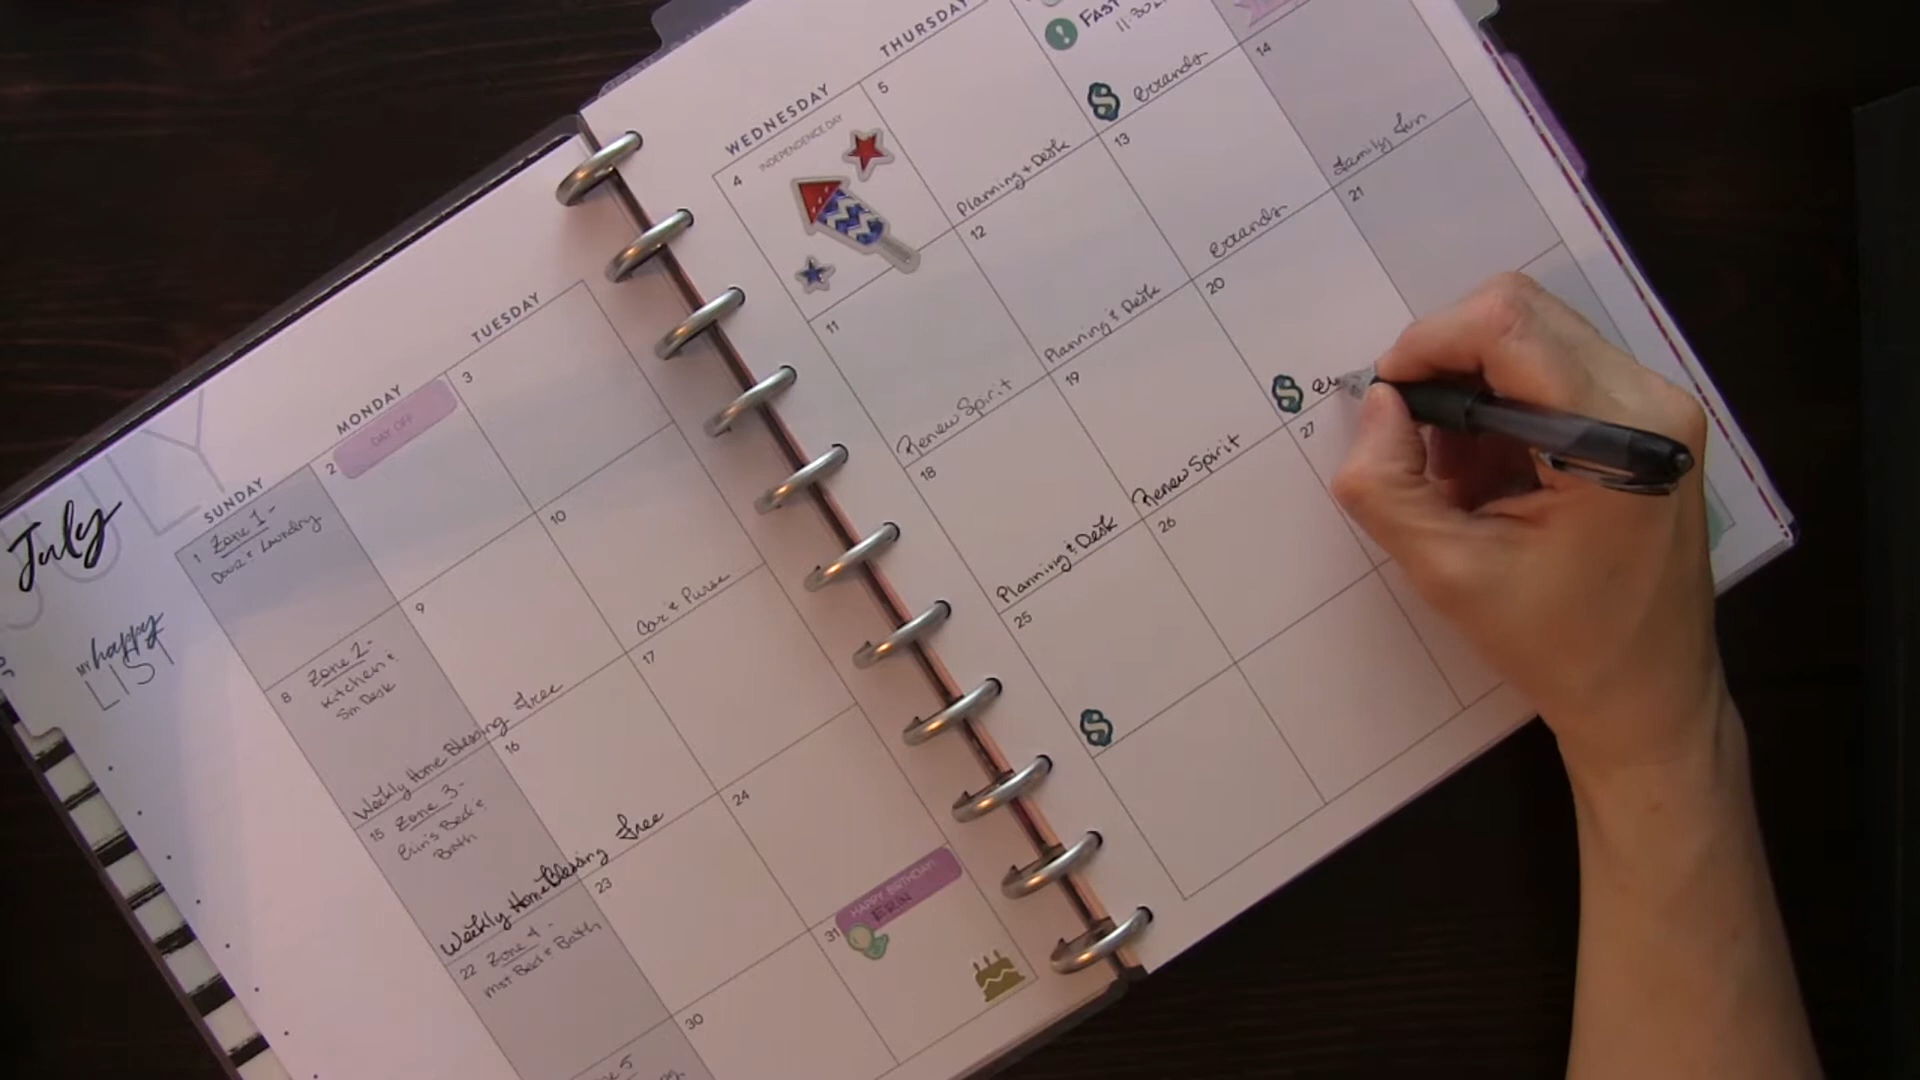 JULY
July
MY happy
LIST
SUNDAY
MONDAY
TUESDAY
1 Zone 1-
Door & Laundry
2
DAY OFF
3
8 Zone 2-
Kitchen &
Sm Desk
9
10
Weekly Home Blessing
Free
Car & Purse
15 Zone 3-
Erin's Bed &
Bath
16
17
Weekly Home Blessing
Free
22 Zone 4-
Mst Bed & Bath
23
24
HAPPY BIRTHDAY!
ERIN
30
31
WEDNESDAY
THURSDAY
4
INDEPENDENCE DAY
5
Planning & Desk
FAST
11:30
$ Errands
11
Renew Spirit
12
Planning & Desk
13
Errands
14
Family Fun
18
Planning & Desk
19
Renew Spirit
20
$
21
25
$
26
27